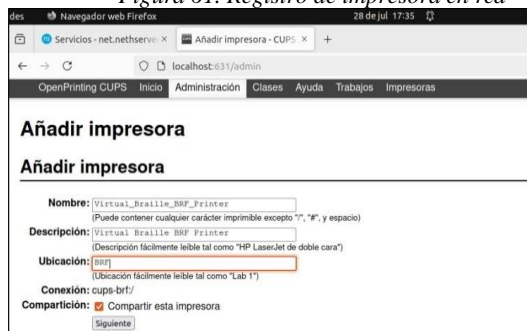 Figura 61. Registro de impresora en red
des Navegador web Firefox 28 de jul 17:35
Servicios - net.nethserve × Añadir impresora - CUPS × +
localhost:631/admin
OpenPrinting CUPS Inicio Administración Clases Ayuda Trabajos Impresoras
Añadir impresora
Añadir impresora
Nombre: Virtual_Braille_BRF_Printer
(Puede contener cualquier carácter imprimible excepto "/", "#", y espacio)
Descripción: Virtual Braille BRF Printer
(Descripción fácilmente leíble tal como "HP LaserJet de doble cara")
Ubicación: BRF
(Ubicación fácilmente leíble tal como "Lab 1")
Conexión: cups-brf:/
Compartición: Compartir esta impresora
Siguiente